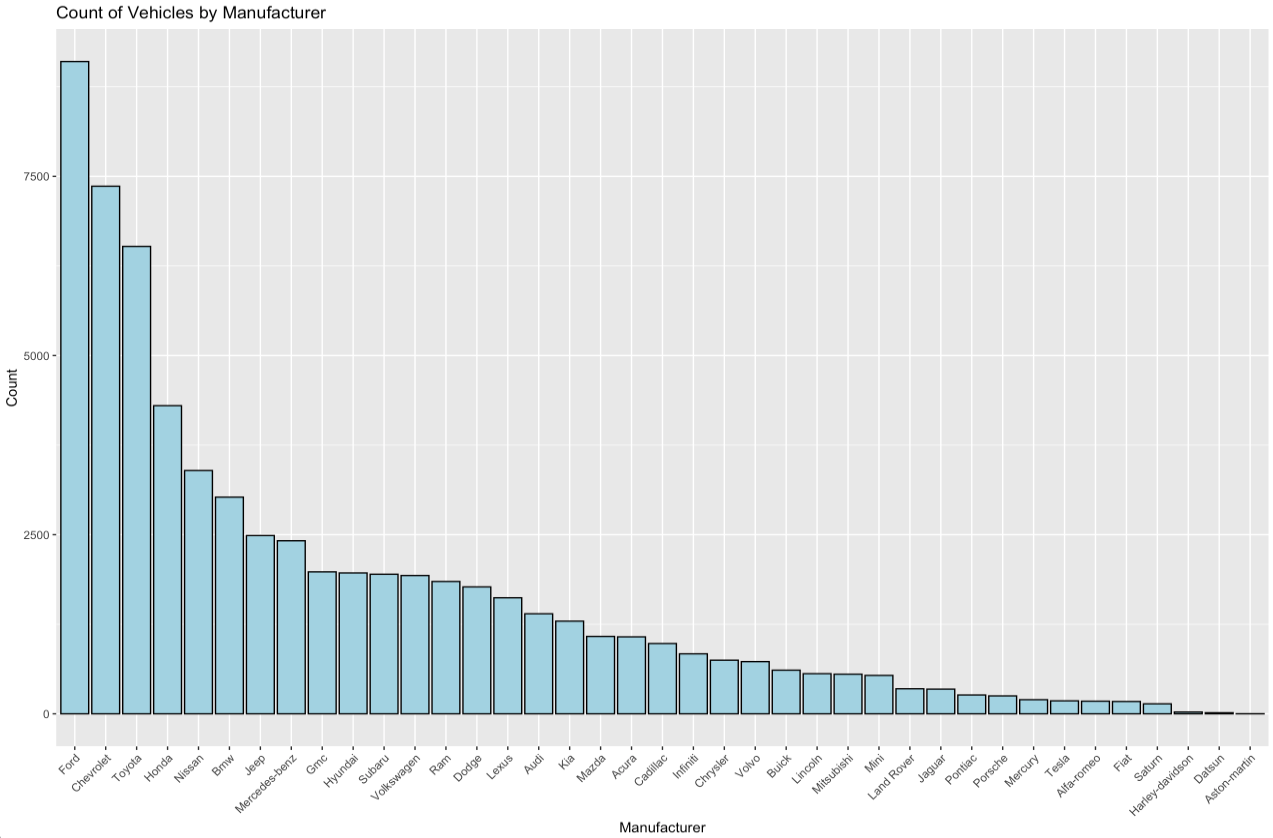 Count of Vehicles by Manufacturer
Count
7500
5000
2500
0
Ford
Chevrolet
Toyota
Honda
Nissan
Bmw
Jeep
Mercedes-benz
Gmc
Hyundai
Subaru
Volkswagen
Ram
Dodge
Lexus
Audi
Kia
Mazda
Acura
Cadillac
Infiniti
Chrysler
Volvo
Buick
Lincoln
Mitsubishi
Mini
Land Rover
Jaguar
Pontiac
Porsche
Mercury
Tesla
Alfa-romeo
Fiat
Saturn
Harley-davidson
Datsun
Aston-martin
Manufacturer